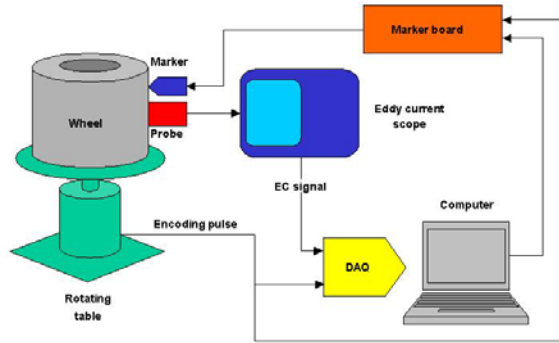 Marker board
Marker
Wheel
Probe
Eddy current
scope
EC signal
Computer
Encoding pulse
DAQ
Rotating
table